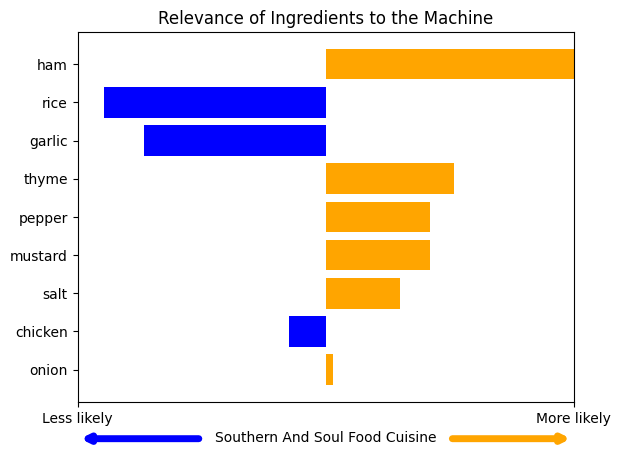 Relevance of Ingredients to the Machine
ham
rice
garlic
thyme
pepper
mustard
salt
chicken
onion
Less likely
More likely
Southern And Soul Food Cuisine